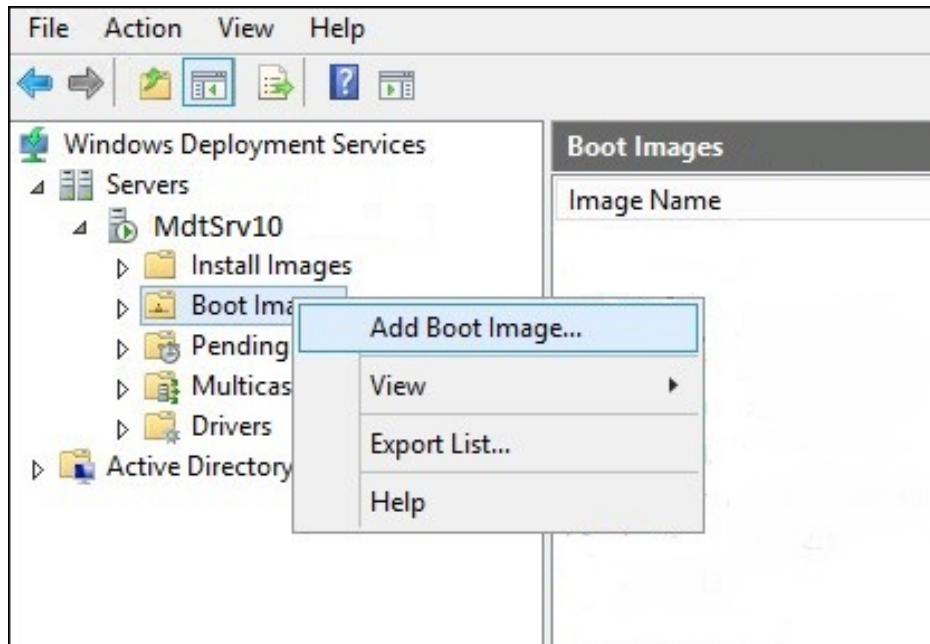 File Action View Help
Windows Deployment Services
Servers
MdtSrv10
Install Images
Boot Ima
Pending
Multicas
Drivers
Active Directory
Add Boot Image...
View
Export List...
Help
Boot Images
Image Name